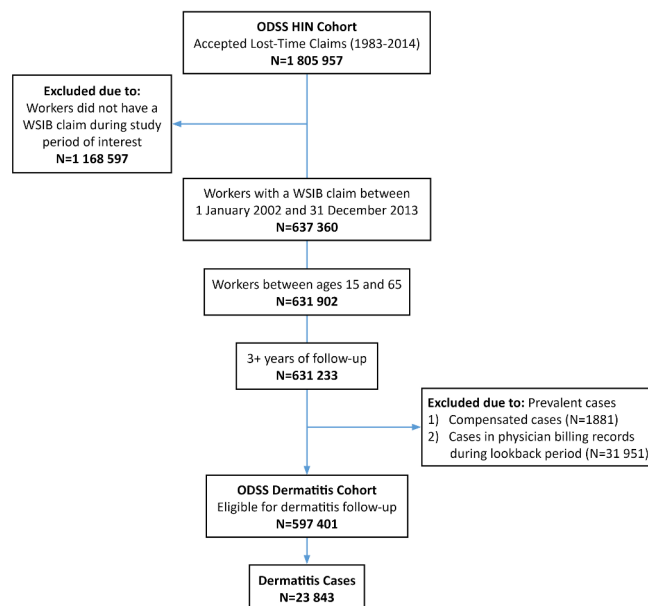 ODSS HIN Cohort
Accepted Lost-Time Claims (1983-2014)
N=1 805 957
Excluded due to:
Workers did not have a
WSIB claim during study
period of interest
N=1 168 597
Workers with a WSIB claim between
1 January 2002 and 31 December 2013
N=637 360
Workers between ages 15 and 65
N=631 902
3+ years of follow-up
N=631 233
Excluded due to: Prevalent cases
1) Compensated cases (N=1881)
2) Cases in physician billing records
during lookback period (N=31 951)
ODSS Dermatitis Cohort
Eligible for dermatitis follow-up
N=597 401
Dermatitis Cases
N=23 843